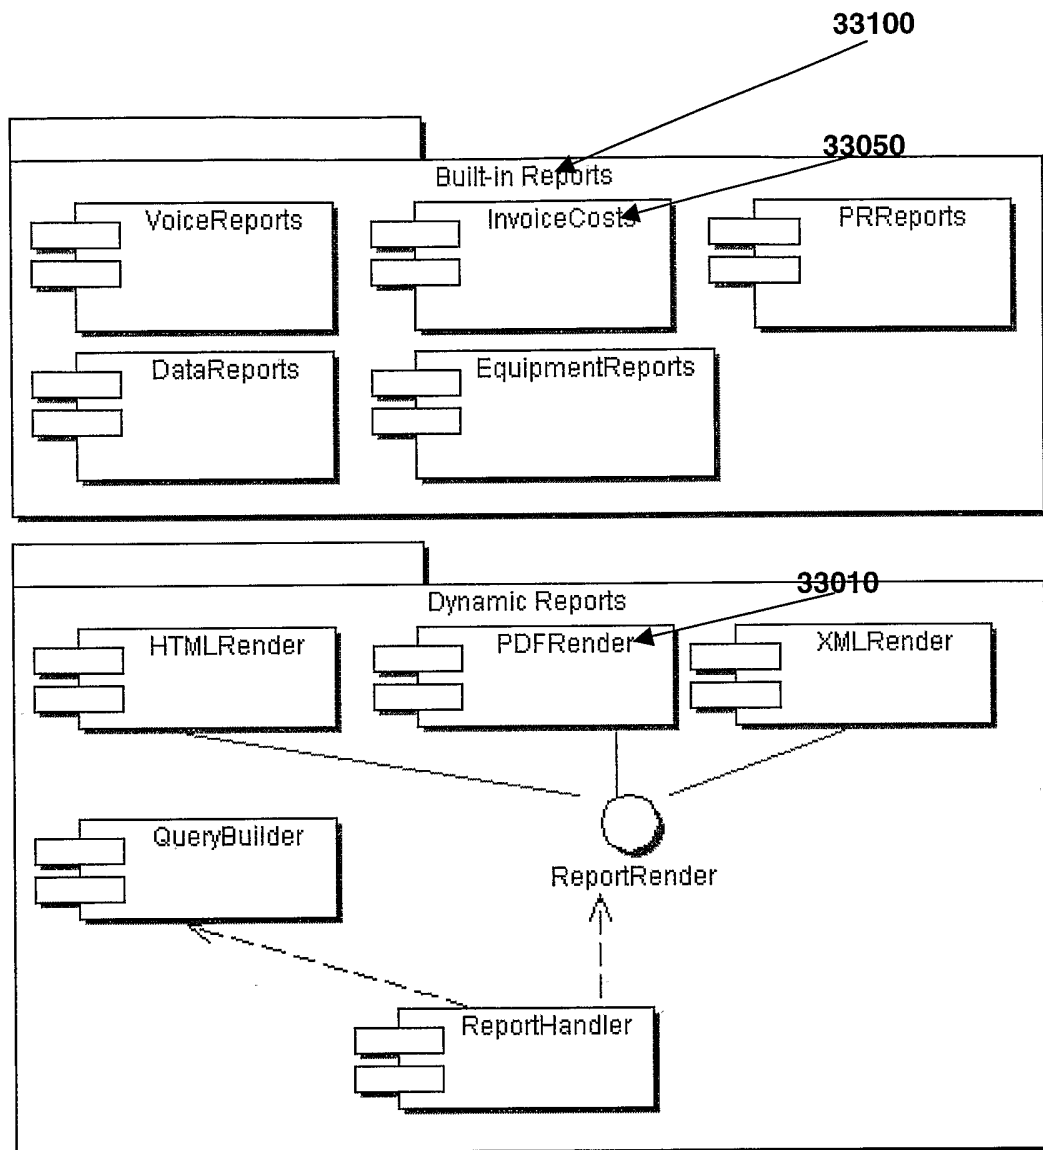 33100
33050
Built-in Reports
VoiceReports
InvoiceCosts
PRReports
DataReports
EquipmentReports
33010
Dynamic Reports
HTMLRender
PDFRender
XMLRender
QueryBuilder
ReportRender
ReportHandler